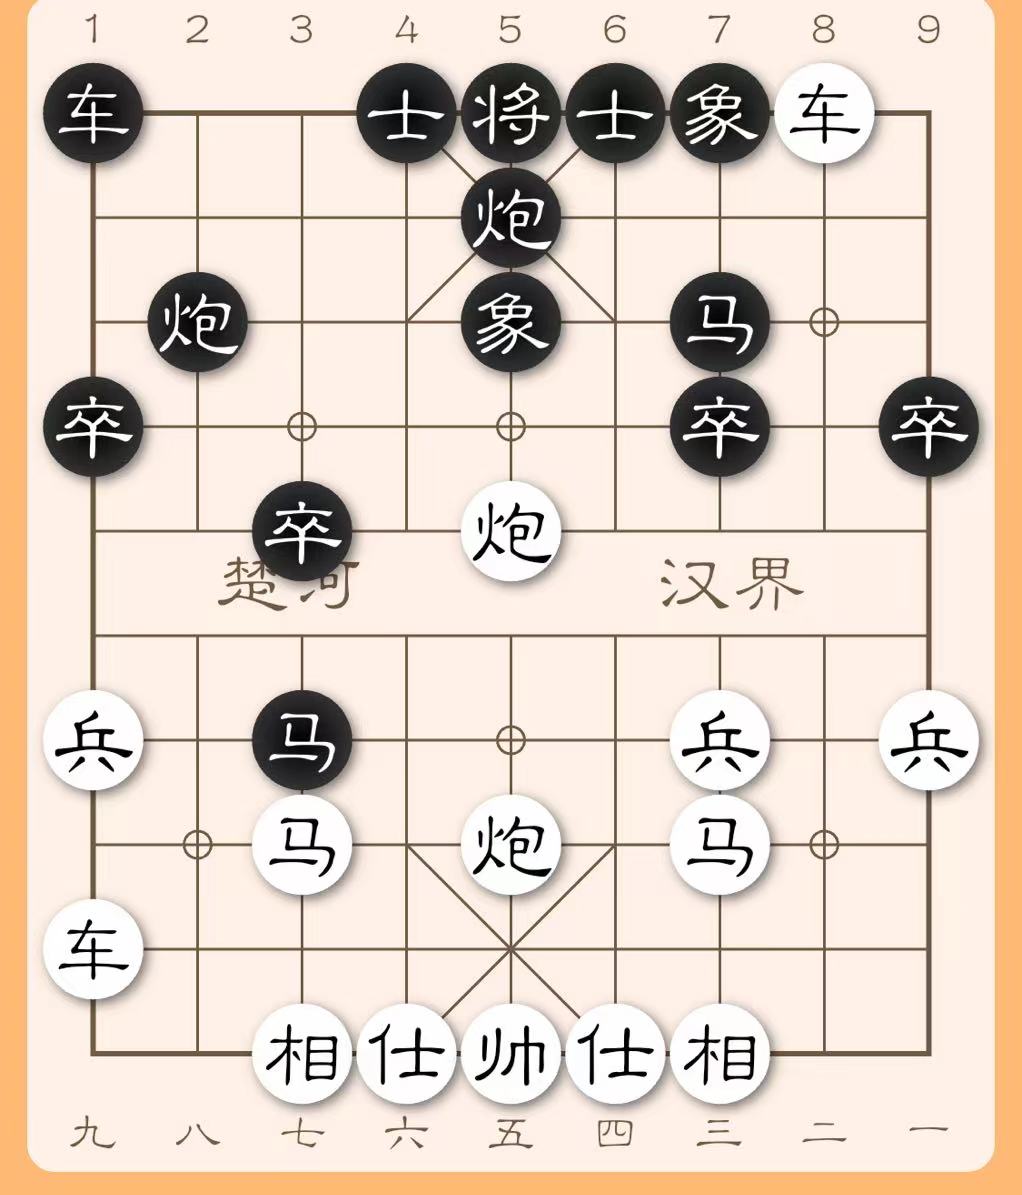 1 2 3 4 5 6 7 8 9
车 士 将 士 象 车
炮
炮 象 马
卒 卒 卒
卒 炮
楚河 汉界
兵 马 兵 兵
马 炮 马
车
相 仕 帅 仕 相
九 八 七 六 五 四 三 二 一